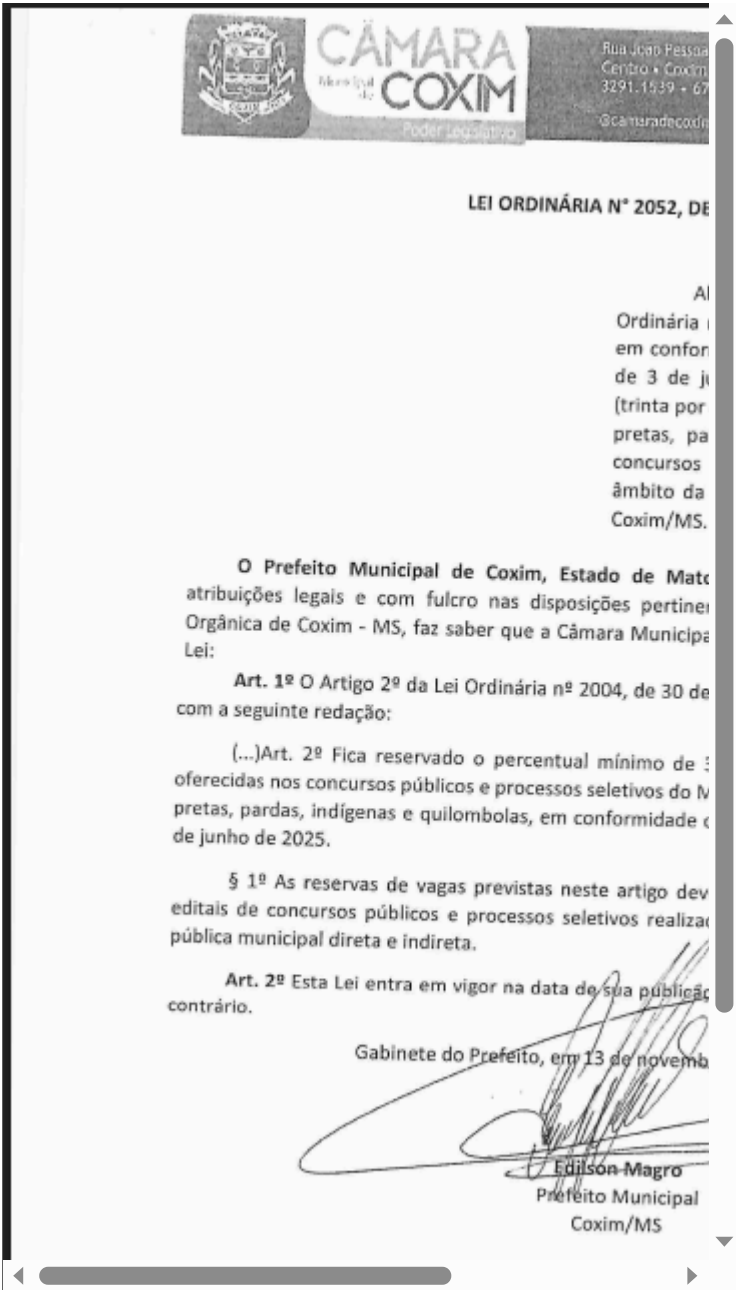 CÂMARA
Municipal de COXIM
Poder Legislativo
Rua João Pessoa
Centro • Coxim
3291.1539 • 67
@camaradecoxim
LEI ORDINÁRIA N° 2052, DE
Ordinária
em confor
de 3 de ju
(trinta por
pretas, pa
concursos
âmbito da
Coxim/MS.
O Prefeito Municipal de Coxim, Estado de Mato
atribuições legais e com fulcro nas disposições pertiner
Orgânica de Coxim - MS, faz saber que a Câmara Municipa
Lei:
Art. 1º O Artigo 2º da Lei Ordinária nº 2004, de 30 de
com a seguinte redação:
(...)Art. 2º Fica reservado o percentual mínimo de 3
oferecidas nos concursos públicos e processos seletivos do M
pretas, pardas, indígenas e quilombolas, em conformidade
de junho de 2025.
§ 1º As reservas de vagas previstas neste artigo dev
editais de concursos públicos e processos seletivos realizad
pública municipal direta e indireta.
Art. 2º Esta Lei entra em vigor na data de sua publicaç
contrário.
Gabinete do Prefeito, em 13 de novemb
Edilson Magro
Prefeito Municipal
Coxim/MS